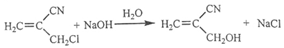 CN H₂O CN
H₂C= + NaOH → H₂C= + NaCl
CH₂Cl CH₂OH